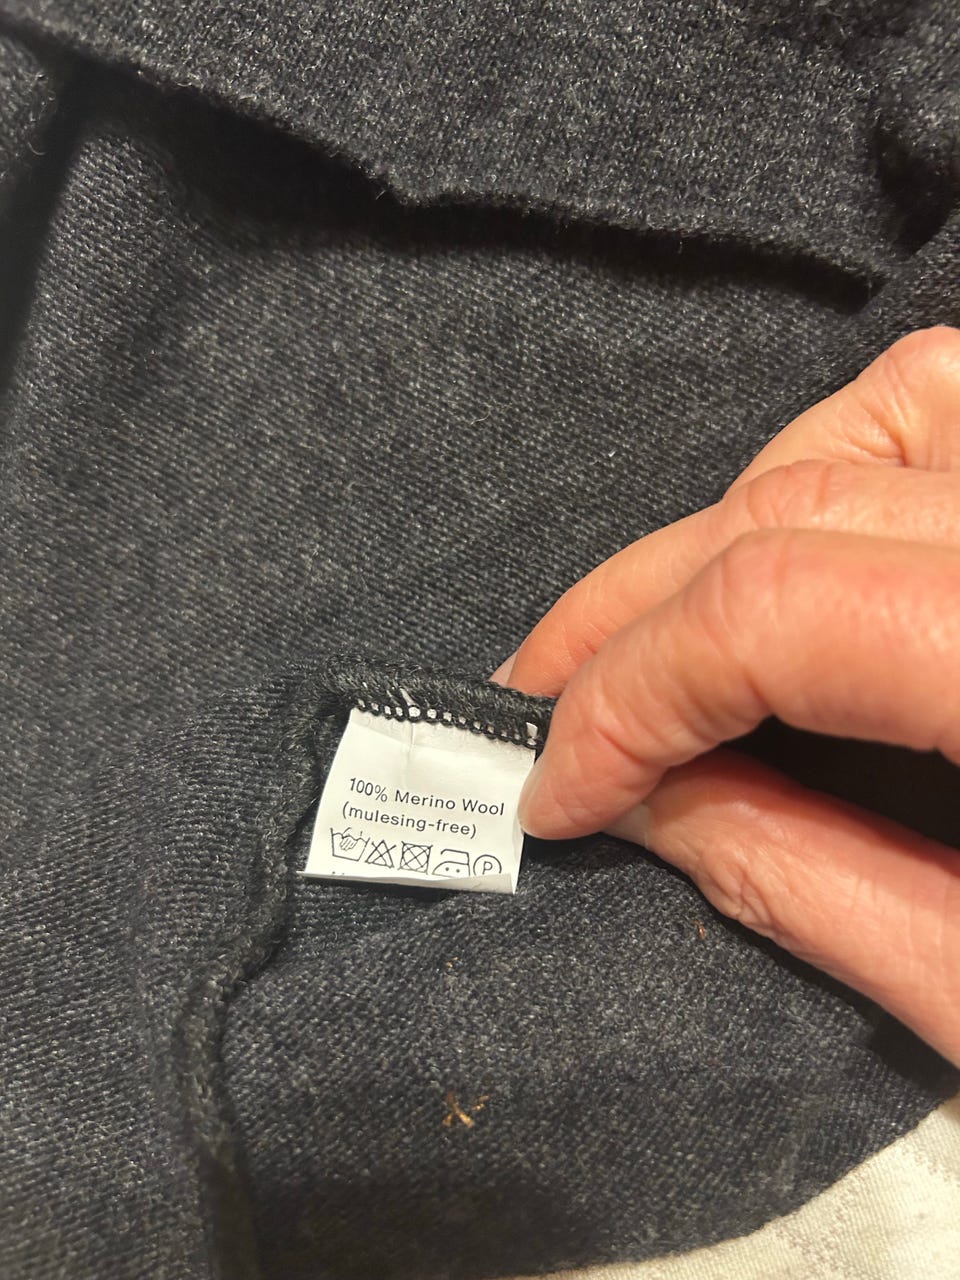 100% Merino Wool
(mulesing-free)
P